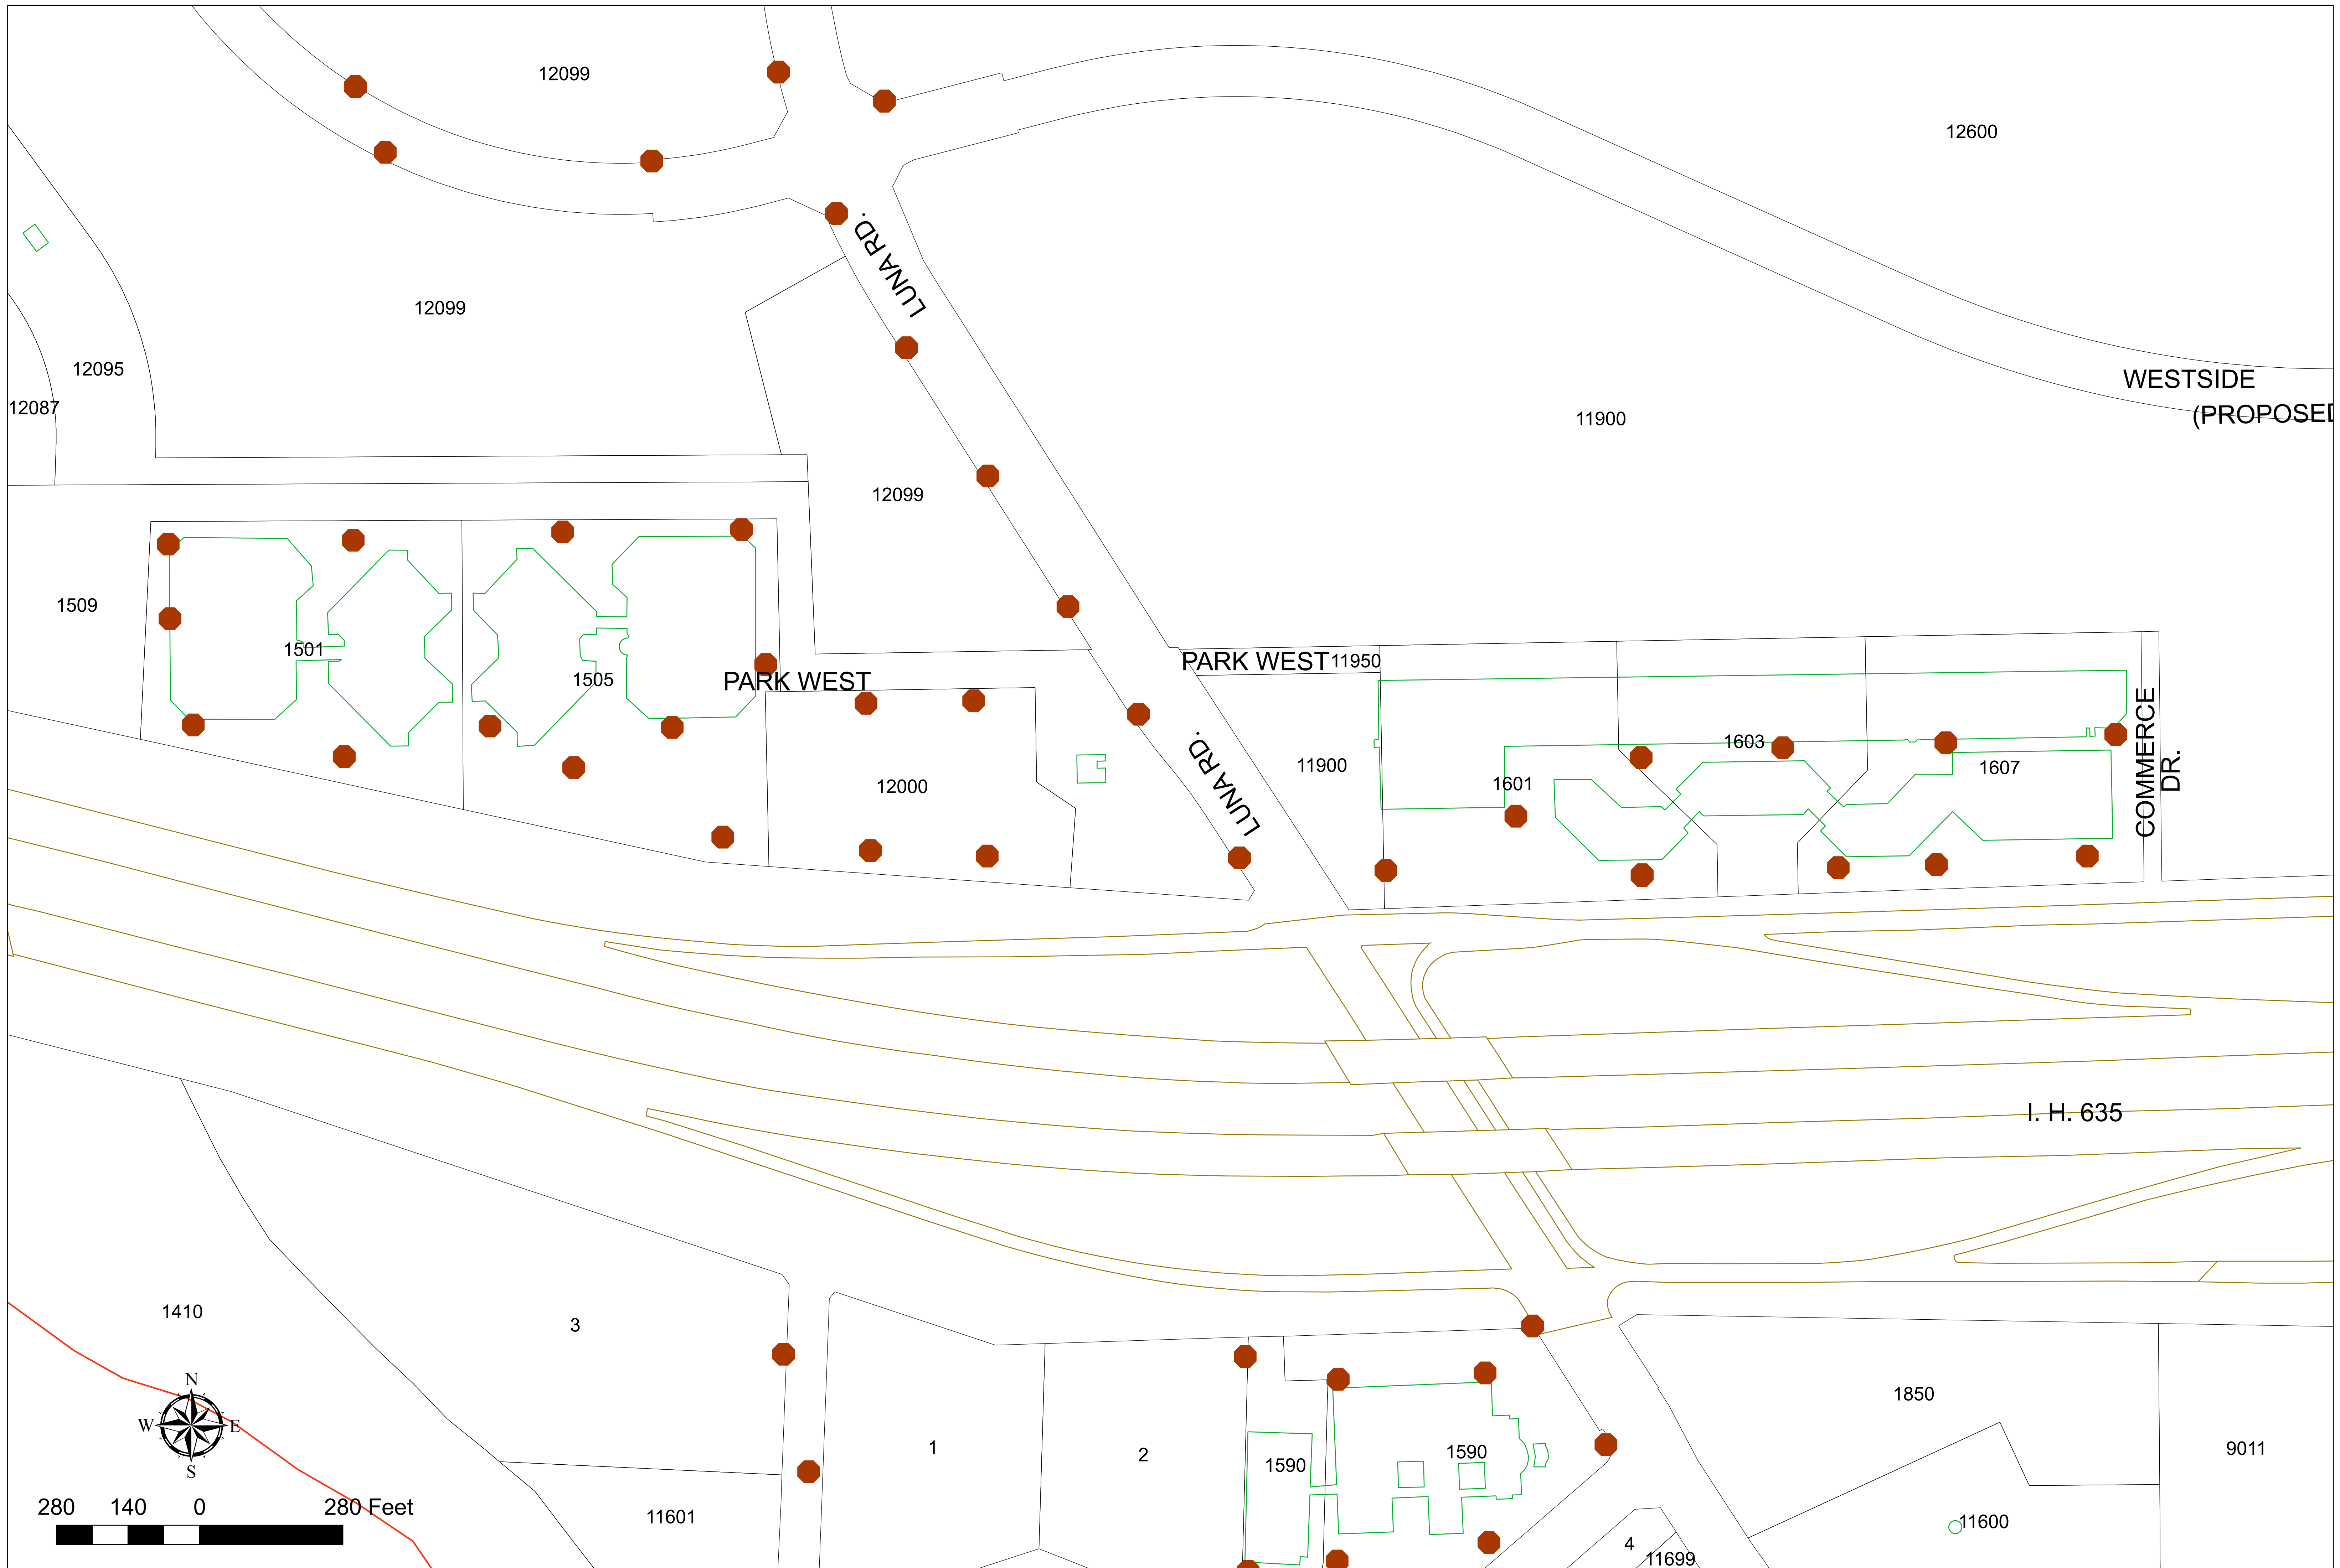 12099
12600
LUNA RD.
12099
12095
12087
WESTSIDE
(PROPOSED
11900
12099
1509
1501
1505
PARK WEST
PARK WEST
11950
12000
LUNA RD.
11900
1601
1603
1607
COMMERCE
DR.
I. H. 635
1410
3
1
2
1590
1590
1850
9011
11601
11600
4
11699
N
W
E
S
280 140 0 280 Feet